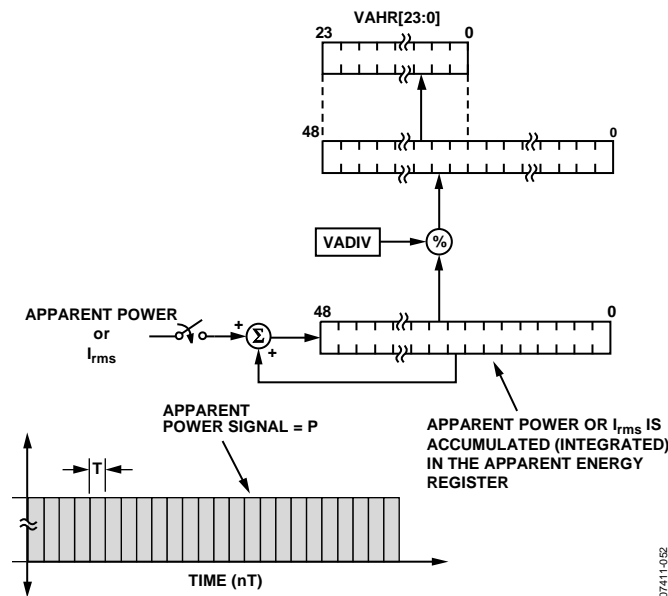 VAHR[23:0]
23 0
48 0
VADIV
%
48 0
APPARENT POWER
or
Irms
+
Σ
+
APPARENT
POWER SIGNAL = P
APPARENT POWER OR Irms IS
ACCUMULATED (INTEGRATED)
IN THE APPARENT ENERGY
REGISTER
T
TIME (nT)
07411-052